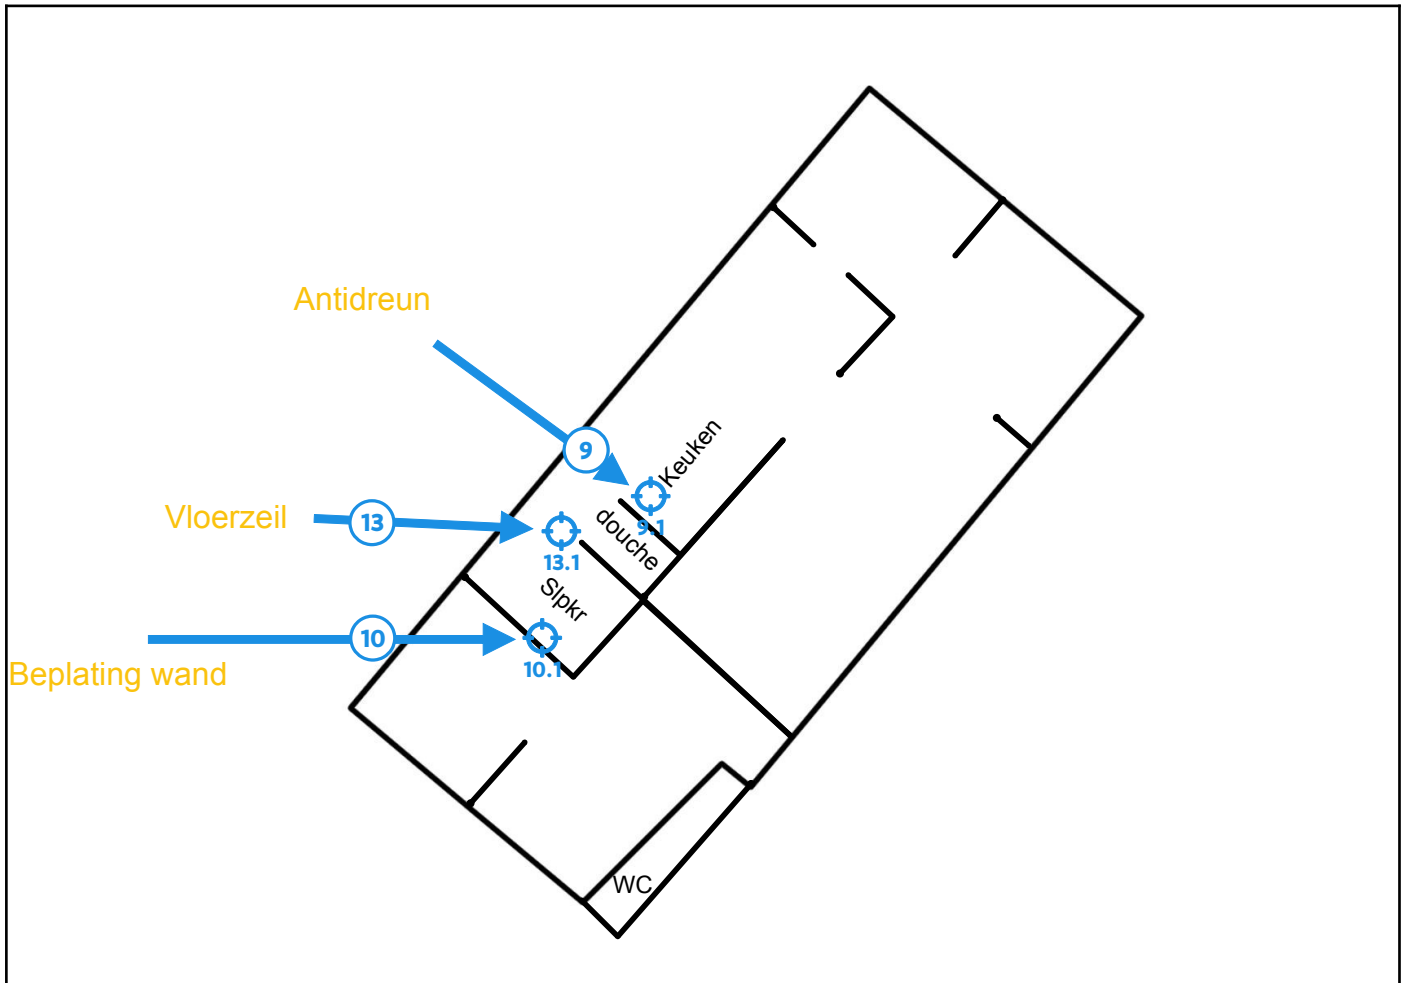 Antidreun
9
Keuken
9.1
douche
Vloerzeil
13
13.1
Slpkr
10
10.1
Beplating wand
WC